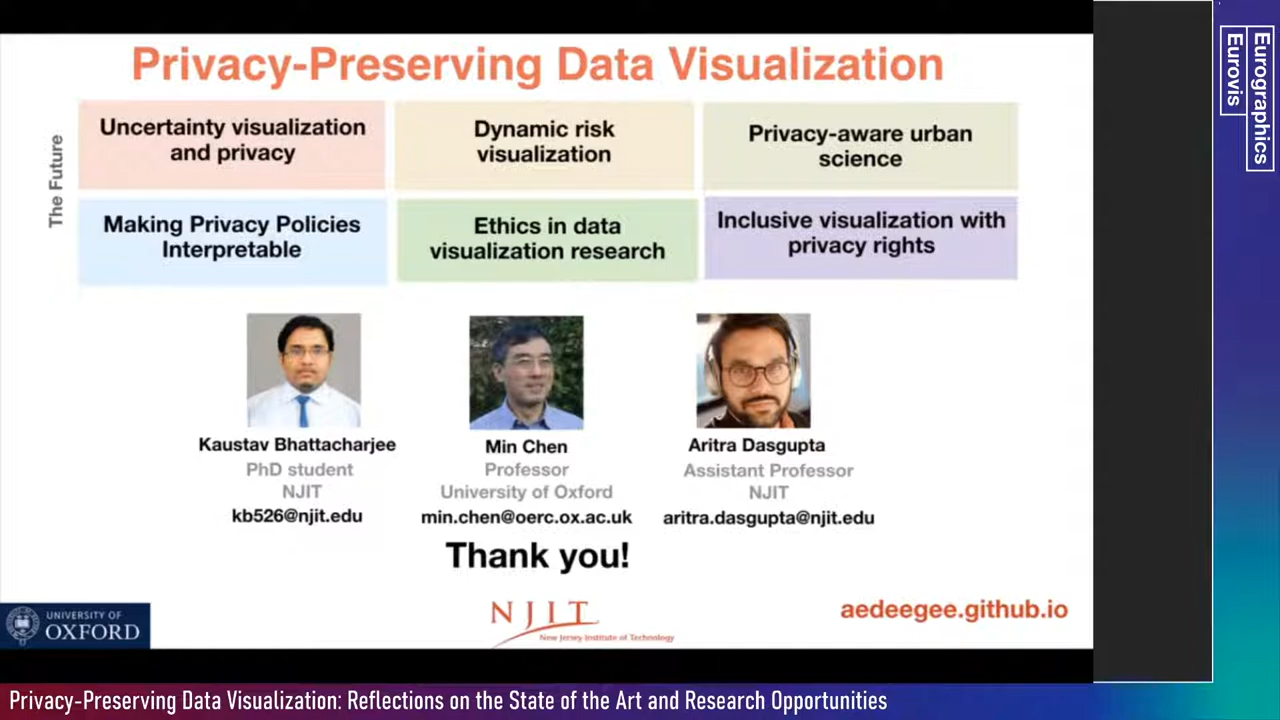 Privacy-Preserving Data Visualization
The Future
Uncertainty visualization
and privacy
Dynamic risk
visualization
Privacy-aware urban
science
Making Privacy Policies
Interpretable
Ethics in data
visualization research
Inclusive visualization with
privacy rights
Kaustav Bhattacharjee
PhD student
NJIT
kb526@njit.edu
Min Chen
Professor
University of Oxford
min.chen@oerc.ox.ac.uk
Aritra Dasgupta
Assistant Professor
NJIT
aritra.dasgupta@njit.edu
Thank you!
UNIVERSITY OF
OXFORD
NJIT
New Jersey Institute of Technology
aedeegee.github.io
Eurographics
Eurovis
Privacy-Preserving Data Visualization: Reflections on the State of the Art and Research Opportunities